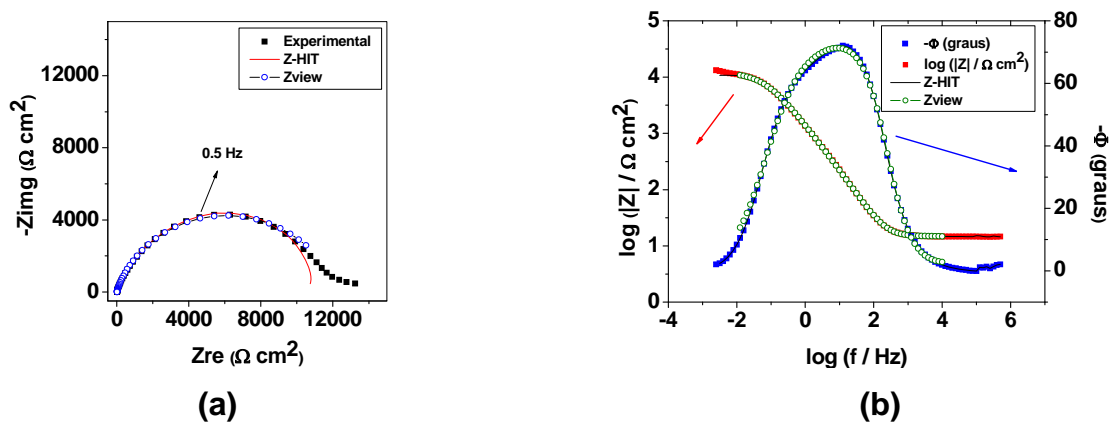 Experimental
Z-HIT
Zview
12000
8000
4000
0
-Zimg (Ω cm²)
0.5 Hz
0 4000 8000 12000
Zre (Ω cm²)
(a)
-Φ (graus)
log (|Z| / Ω cm²)
Z-HIT
Zview
5
4
3
2
1
0
log (|Z| / Ω cm²)
80
60
40
20
0
-Φ (graus)
-4 -2 0 2 4 6
log (f / Hz)
(b)